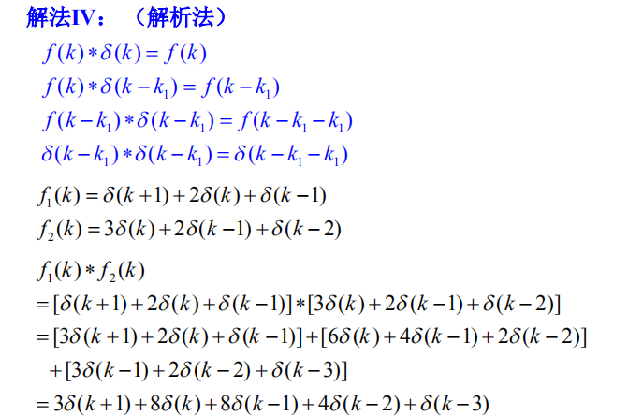 解法IV： （解析法）
f(k)*δ(k)=f(k)
f(k)*δ(k−k₁)=f(k−k₁)
f(k−k₁)*δ(k−k₁)=f(k−k₁−k₁)
δ(k−k₁)*δ(k−k₁)=δ(k−k₁−k₁)
f₁(k)=δ(k+1)+2δ(k)+δ(k−1)
f₂(k)=3δ(k)+2δ(k−1)+δ(k−2)
f₁(k)*f₂(k)
=[δ(k+1)+2δ(k)+δ(k−1)]*[3δ(k)+2δ(k−1)+δ(k−2)]
=[3δ(k+1)+2δ(k)+δ(k−1)]+[6δ(k)+4δ(k−1)+2δ(k−2)]
+[3δ(k−1)+2δ(k−2)+δ(k−3)]
=3δ(k+1)+8δ(k)+8δ(k−1)+4δ(k−2)+δ(k−3)